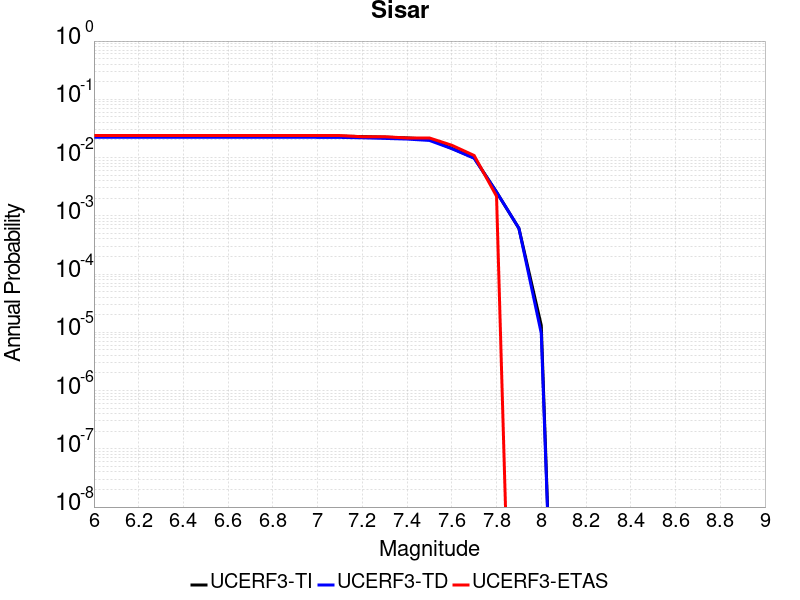 Sisar
10^0
10^-1
10^-2
10^-3
10^-4
10^-5
10^-6
10^-7
10^-8
Annual Probability
6 6.2 6.4 6.6 6.8 7 7.2 7.4 7.6 7.8 8 8.2 8.4 8.6 8.8 9
Magnitude
UCERF3-TI UCERF3-TD UCERF3-ETAS